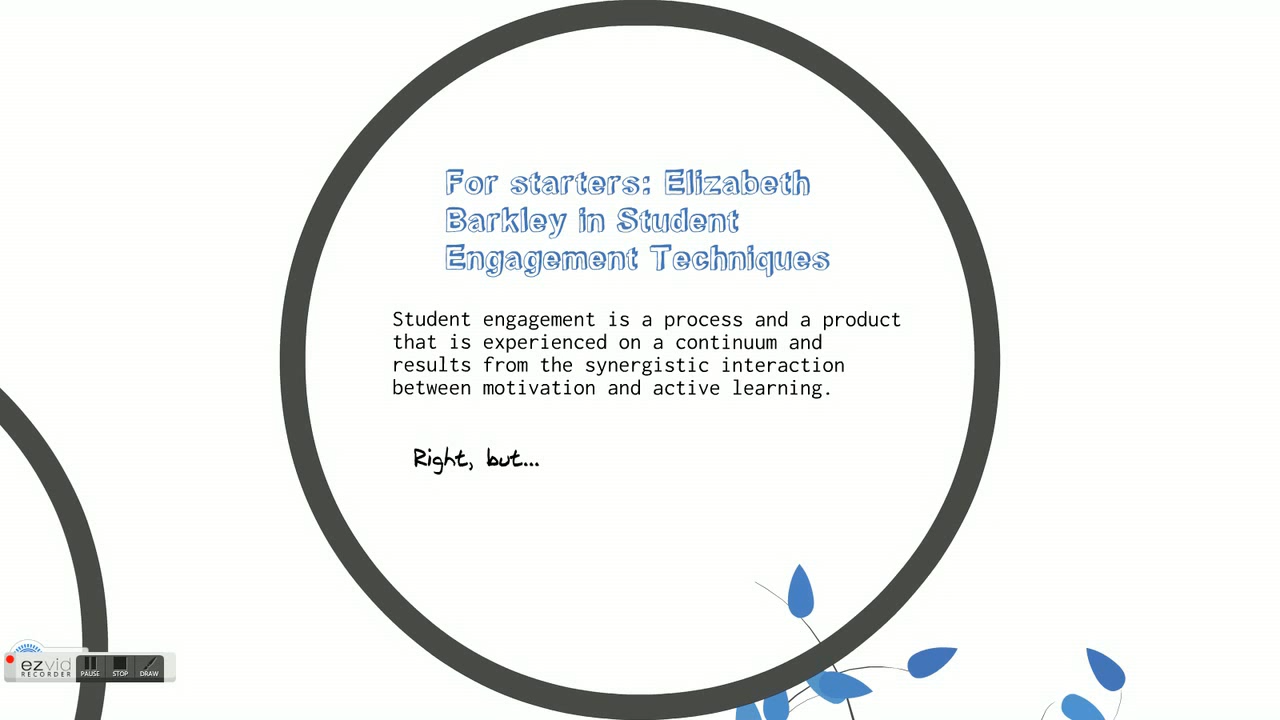 For starters: Elizabeth
Barkley in Student
Engagement Techniques
Student engagement is a process and a product
that is experienced on a continuum and
results from the synergistic interaction
between motivation and active learning.
Right, but...
ezvid
RECORDER
PAUSE
STOP
DRAW